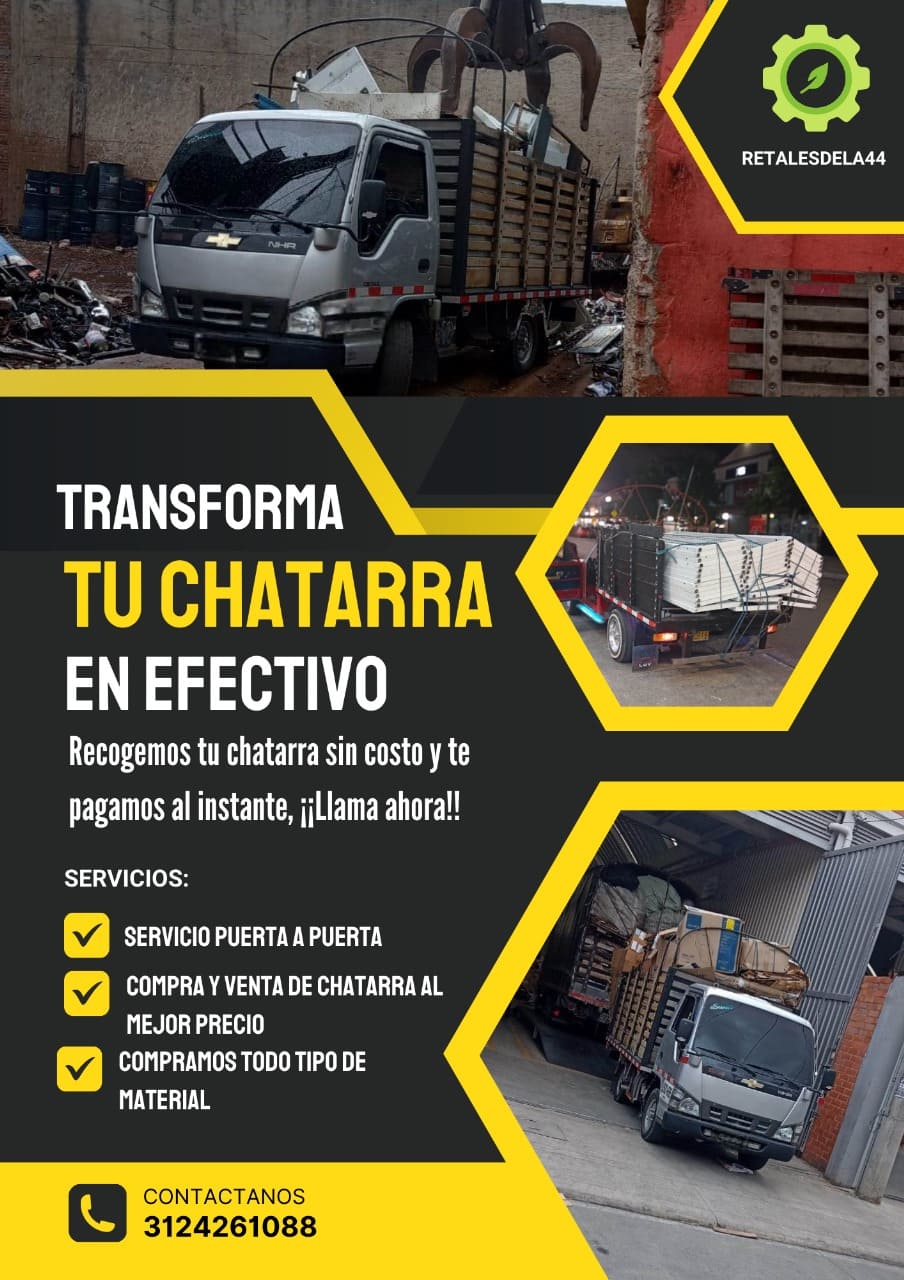 RETALESDELA44
NHR
TRANSFORMA
TU CHATARRA
EN EFECTIVO
Recogemos tu chatarra sin costo y te
pagamos al instante, ¡¡Llama ahora!!
SERVICIOS:
SERVICIO PUERTA A PUERTA
COMPRA Y VENTA DE CHATARRA AL
MEJOR PRECIO
COMPRAMOS TODO TIPO DE
MATERIAL
CONTACTANOS
3124261088